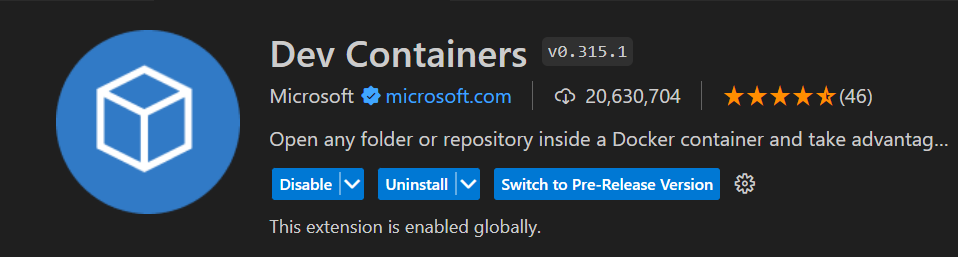 Dev Containers v0.315.1
Microsoft microsoft.com 20,630,704 (46)
Open any folder or repository inside a Docker container and take advantag...
Disable Uninstall Switch to Pre-Release Version
This extension is enabled globally.